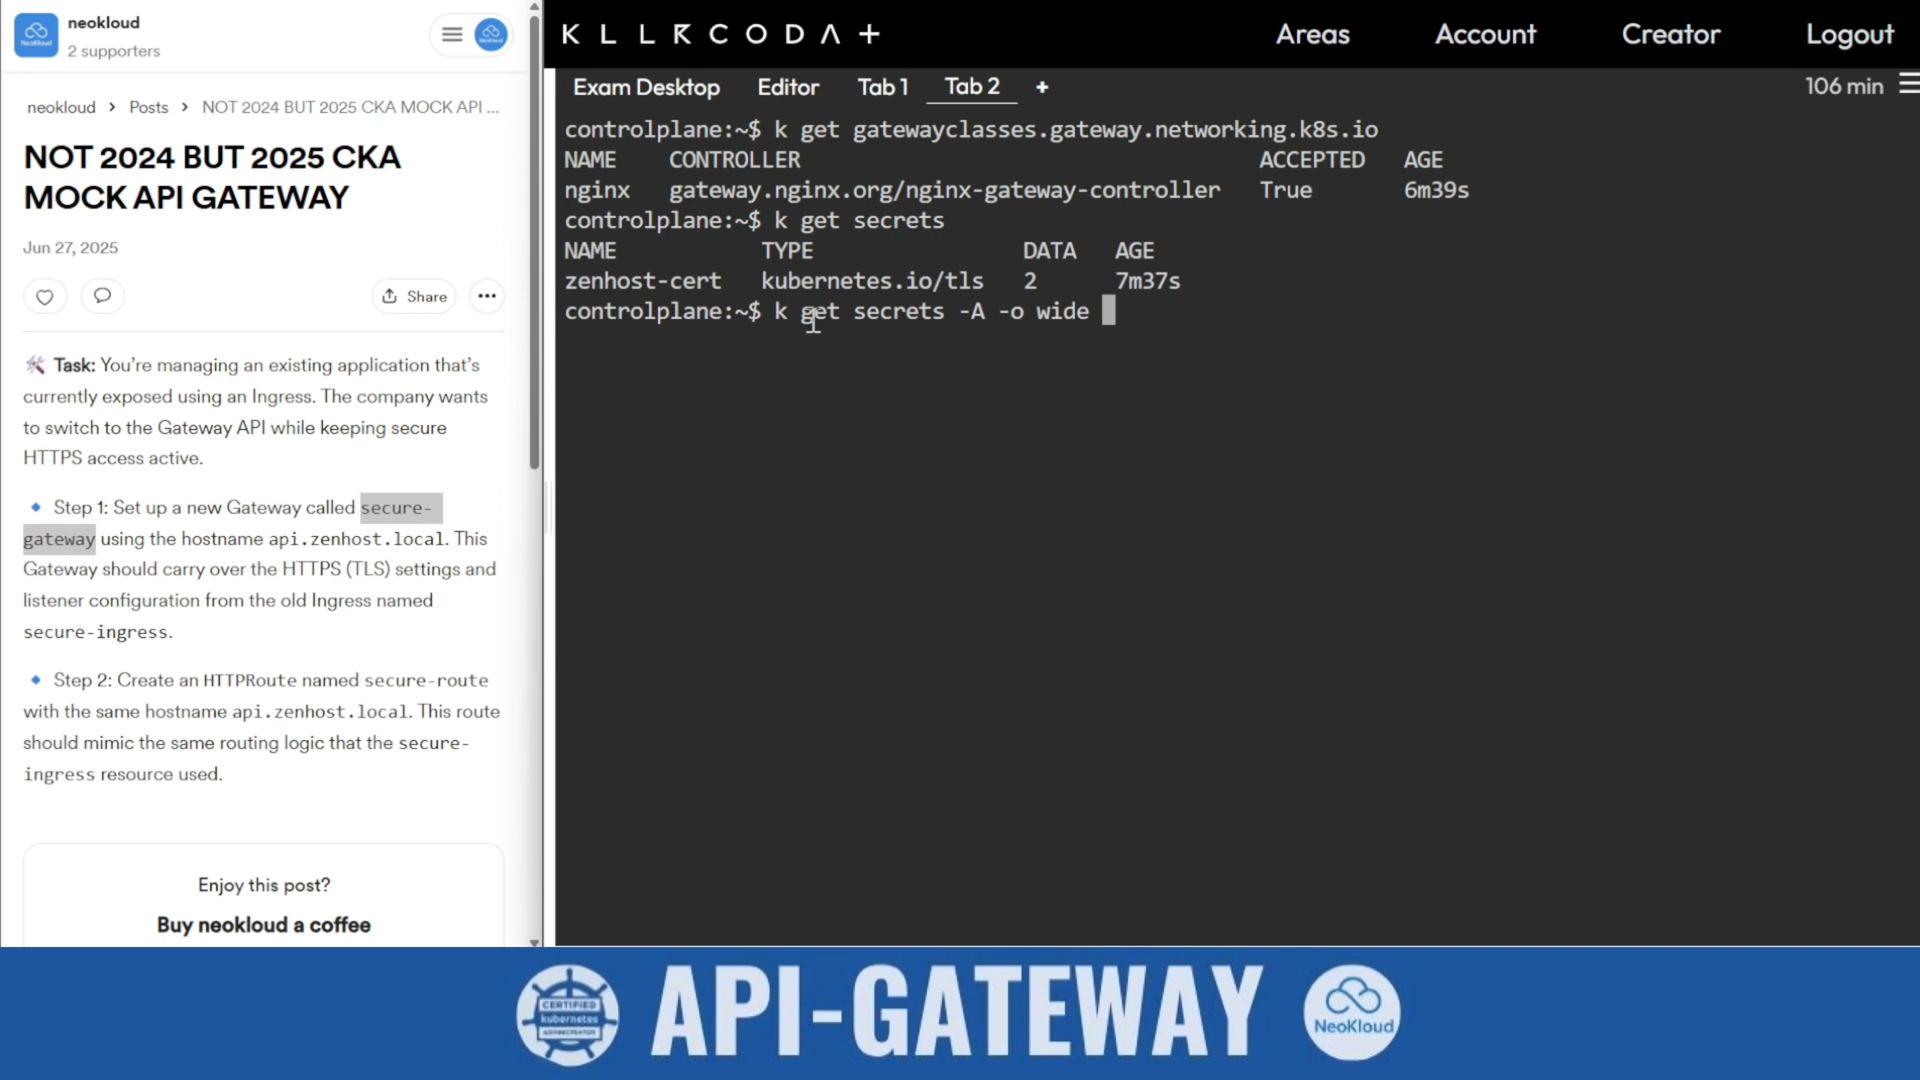 neokloud
2 supporters
neokloud > Posts > NOT 2024 BUT 2025 CKA MOCK API ...
NOT 2024 BUT 2025 CKA
MOCK API GATEWAY
Jun 27, 2025
Share
🛠 Task: You’re managing an existing application that’s
currently exposed using an Ingress. The company wants
to switch to the Gateway API while keeping secure
HTTPS access active.
🔹 Step 1: Set up a new Gateway called secure-
gateway using the hostname api.zenhost.local. This
Gateway should carry over the HTTPS (TLS) settings and
listener configuration from the old Ingress named
secure-ingress.
🔹 Step 2: Create an HTTPRoute named secure-route
with the same hostname api.zenhost.local. This route
should mimic the same routing logic that the secure-
ingress resource used.
Enjoy this post?
Buy neokloud a coffee
KLLRCODA+
Areas Account Creator Logout
Exam Desktop Editor Tab 1 Tab 2 + 106 min
controlplane:~$ k get gatewayclasses.gateway.networking.k8s.io
NAME CONTROLLER ACCEPTED AGE
nginx gateway.nginx.org/nginx-gateway-controller True 6m39s
controlplane:~$ k get secrets
NAME TYPE DATA AGE
zenhost-cert kubernetes.io/tls 2 7m37s
controlplane:~$ k get secrets -A -o wide
CERTIFIED
kubernetes
ADMINISTRATOR
API-GATEWAY
NeoKloud